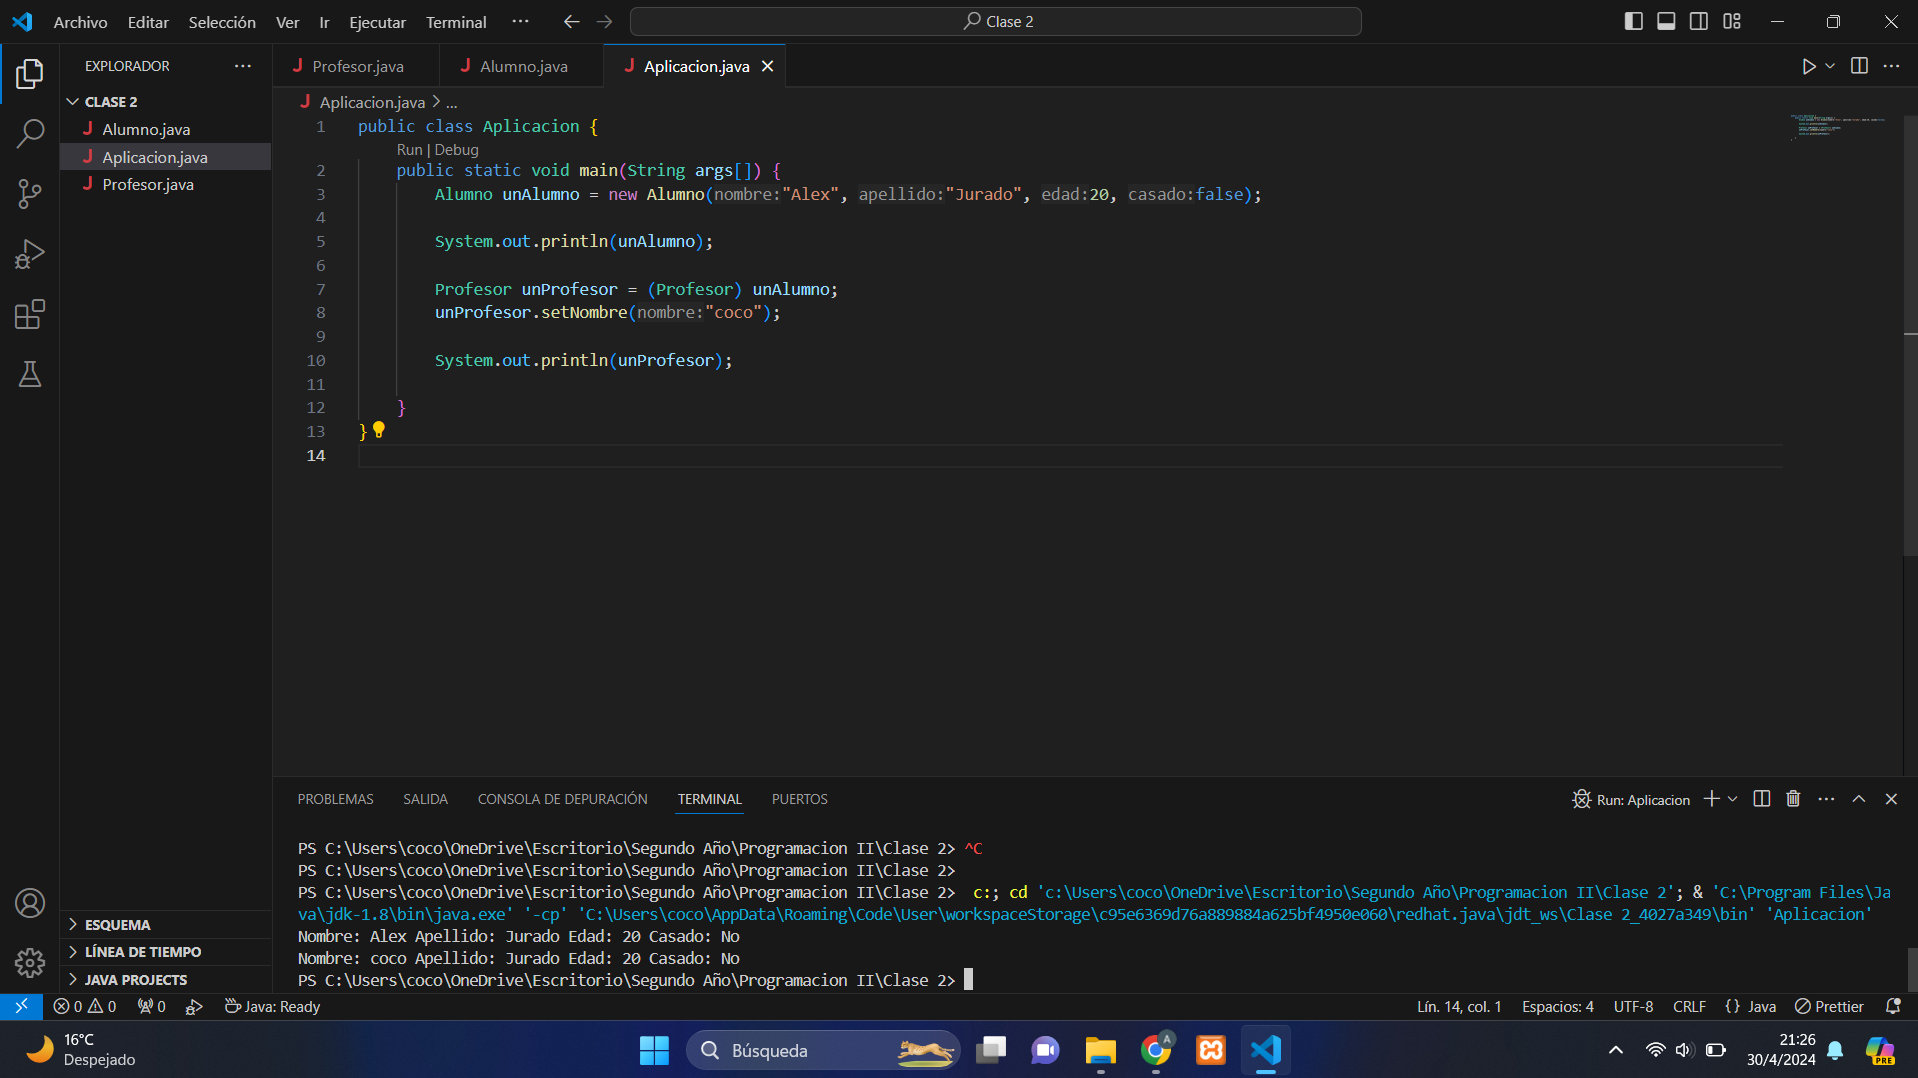 Archivo Editar Selección Ver Ir Ejecutar Terminal ··· Clase 2
EXPLORADOR ···
CLASE 2
Alumno.java
Aplicacion.java
Profesor.java
ESQUEMA
LÍNEA DE TIEMPO
JAVA PROJECTS
Profesor.java Alumno.java Aplicacion.java
Aplicacion.java > ...
1 public class Aplicacion {
Run | Debug
2 public static void main(String args[]) {
3 Alumno unAlumno = new Alumno(nombre:"Alex", apellido:"Jurado", edad:20, casado:false);
4
5 System.out.println(unAlumno);
6
7 Profesor unProfesor = (Profesor) unAlumno;
8 unProfesor.setNombre(nombre:"coco");
9
10 System.out.println(unProfesor);
11
12 }
13 }
14
PROBLEMAS SALIDA CONSOLA DE DEPURACIÓN TERMINAL PUERTOS Run: Aplicacion
PS C:\Users\coco\OneDrive\Escritorio\Segundo Año\Programacion II\Clase 2> ^C
PS C:\Users\coco\OneDrive\Escritorio\Segundo Año\Programacion II\Clase 2>
PS C:\Users\coco\OneDrive\Escritorio\Segundo Año\Programacion II\Clase 2>  c:; cd 'c:\Users\coco\OneDrive\Escritorio\Segundo Año\Programacion II\Clase 2'; & 'C:\Program Files\Ja
va\jdk-1.8\bin\java.exe' '-cp' 'C:\Users\coco\AppData\Roaming\Code\User\workspaceStorage\c95e6369d76a889884a625bf4950e060\redhat.java\jdt_ws\Clase 2_4027a349\bin' 'Aplicacion'
Nombre: Alex Apellido: Jurado Edad: 20 Casado: No
Nombre: coco Apellido: Jurado Edad: 20 Casado: No
PS C:\Users\coco\OneDrive\Escritorio\Segundo Año\Programacion II\Clase 2>
0 0 0 Java: Ready Lín. 14, col. 1 Espacios: 4 UTF-8 CRLF {} Java Prettier
16°C
Despejado
Búsqueda
A
21:26
30/4/2024
PRE